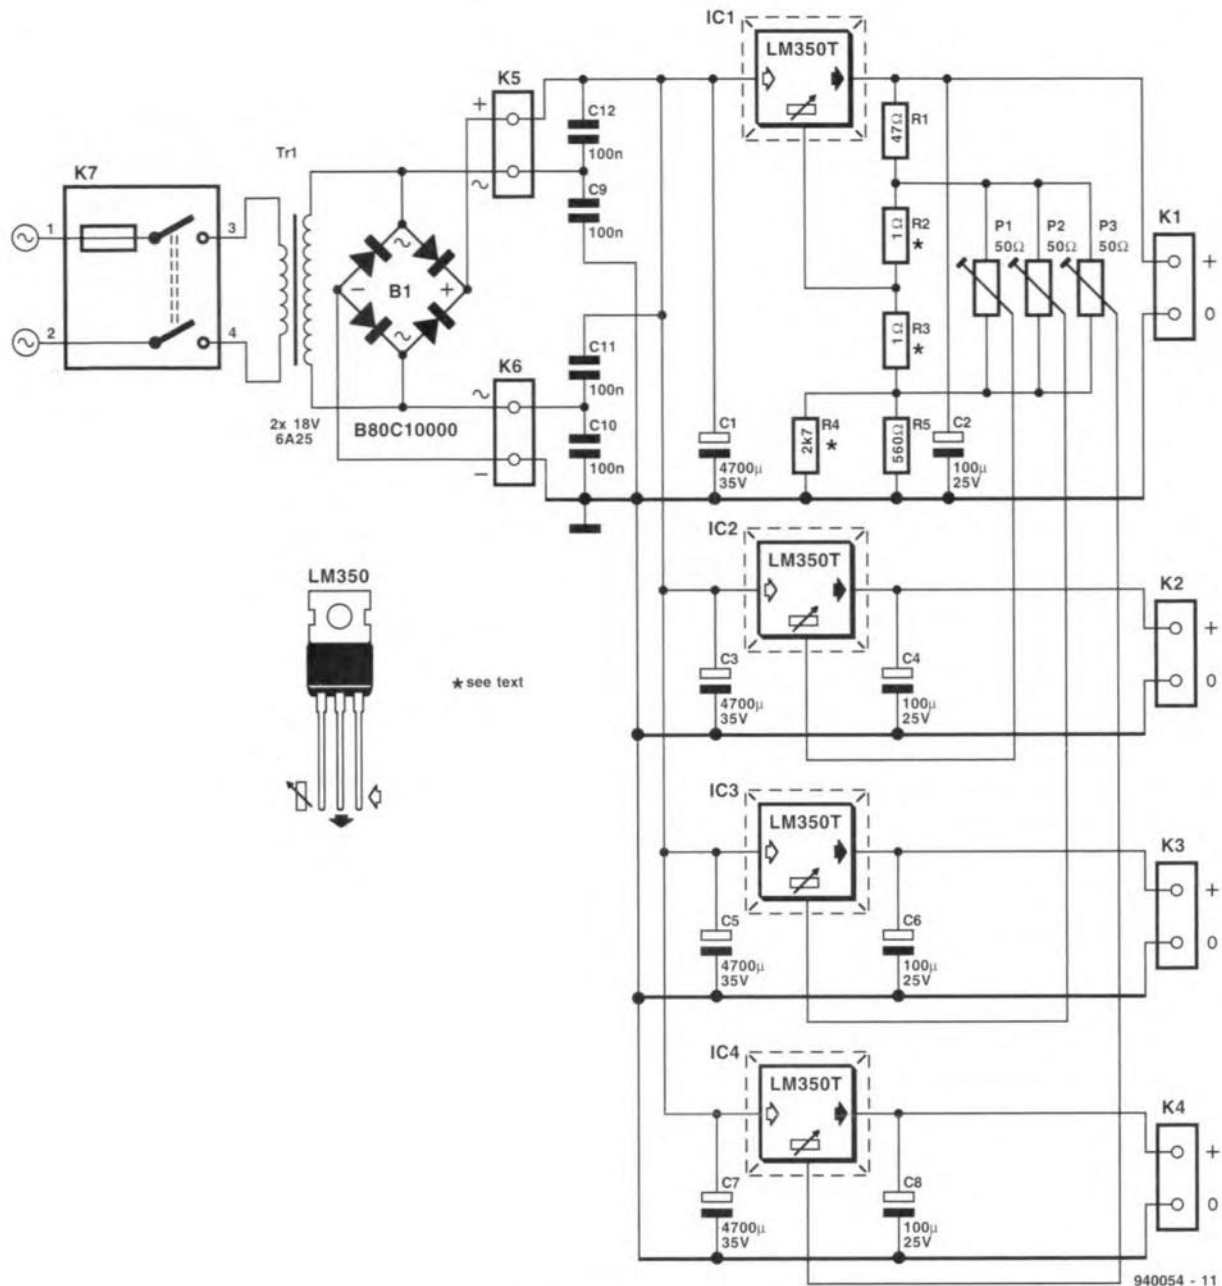 IC1
LM350T
K5
+
~
C12
100n
C9
100n
R1
47Ω
R2
1Ω
*
R3
1Ω
*
P1
50Ω
P2
50Ω
P3
50Ω
K1
+
0
K7
1
2
3
4
Tr1
2x 18V
6A25
~
−
B1
+
~
B80C10000
K6
~
−
C11
100n
C10
100n
C1
4700µ
35V
R4
2k7
*
R5
560Ω
C2
100µ
25V
IC2
LM350T
K2
+
0
C3
4700µ
35V
C4
100µ
25V
LM350
* see text
IC3
LM350T
K3
+
0
C5
4700µ
35V
C6
100µ
25V
IC4
LM350T
K4
+
0
C7
4700µ
35V
C8
100µ
25V
940054 - 11